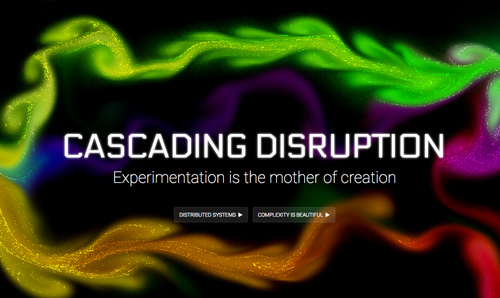 CASCADING DISRUPTION
Experimentation is the mother of creation
DISTRIBUTED SYSTEMS ▶ COMPLEXITY IS BEAUTIFUL ▶